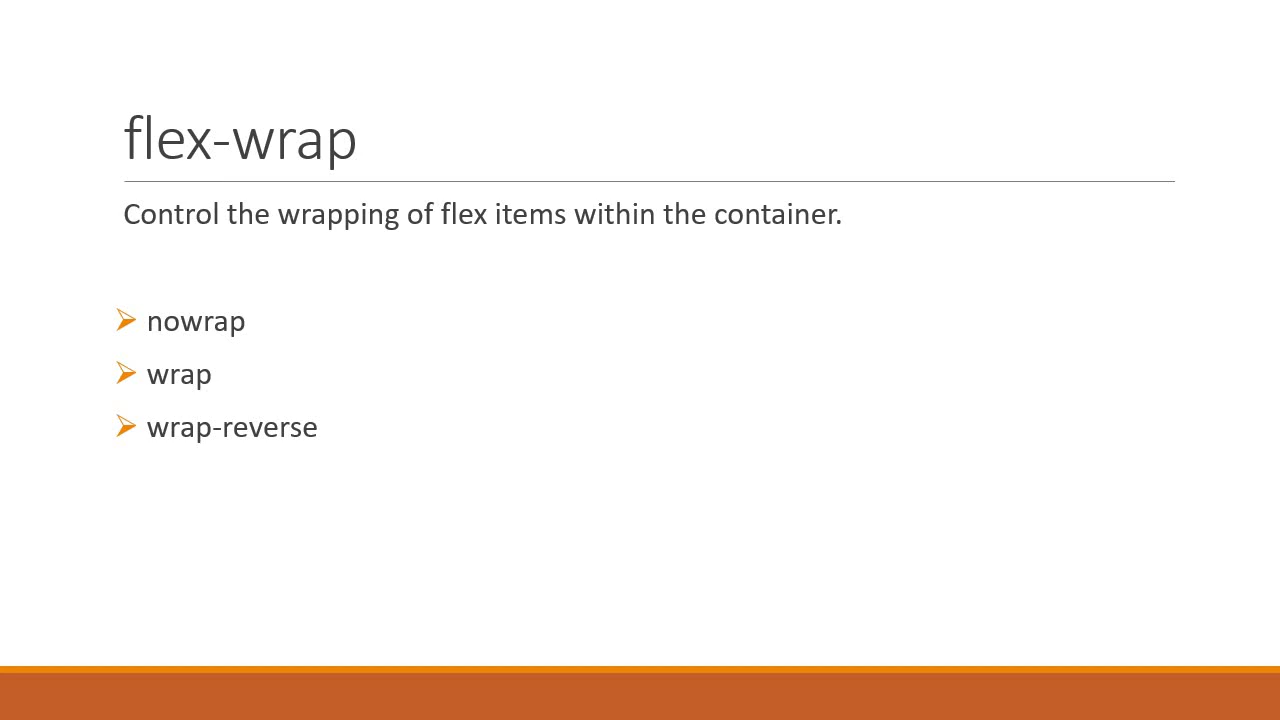 flex-wrap
Control the wrapping of flex items within the container.
nowrap
wrap
wrap-reverse